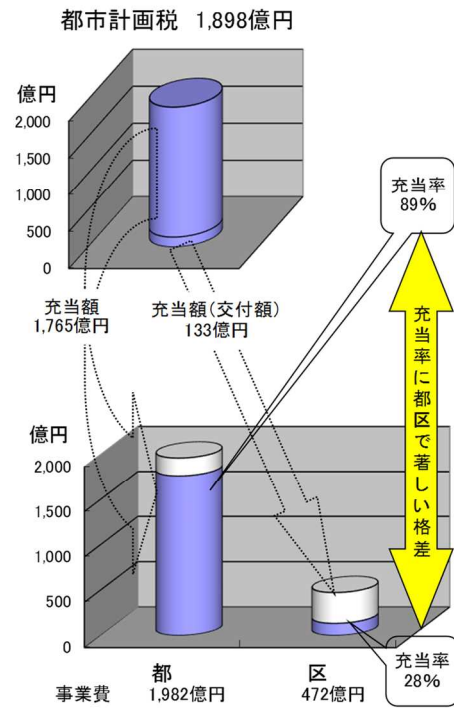 都市計画税 1,898億円
億円
2,000
1,500
1,000
500
0
充当率
89%
充当額
1,765億円
充当額(交付額)
133億円
充当率に都区で著しい格差
億円
2,000
1,500
1,000
500
0
充当率
28%
都 区
事業費 1,982億円 472億円